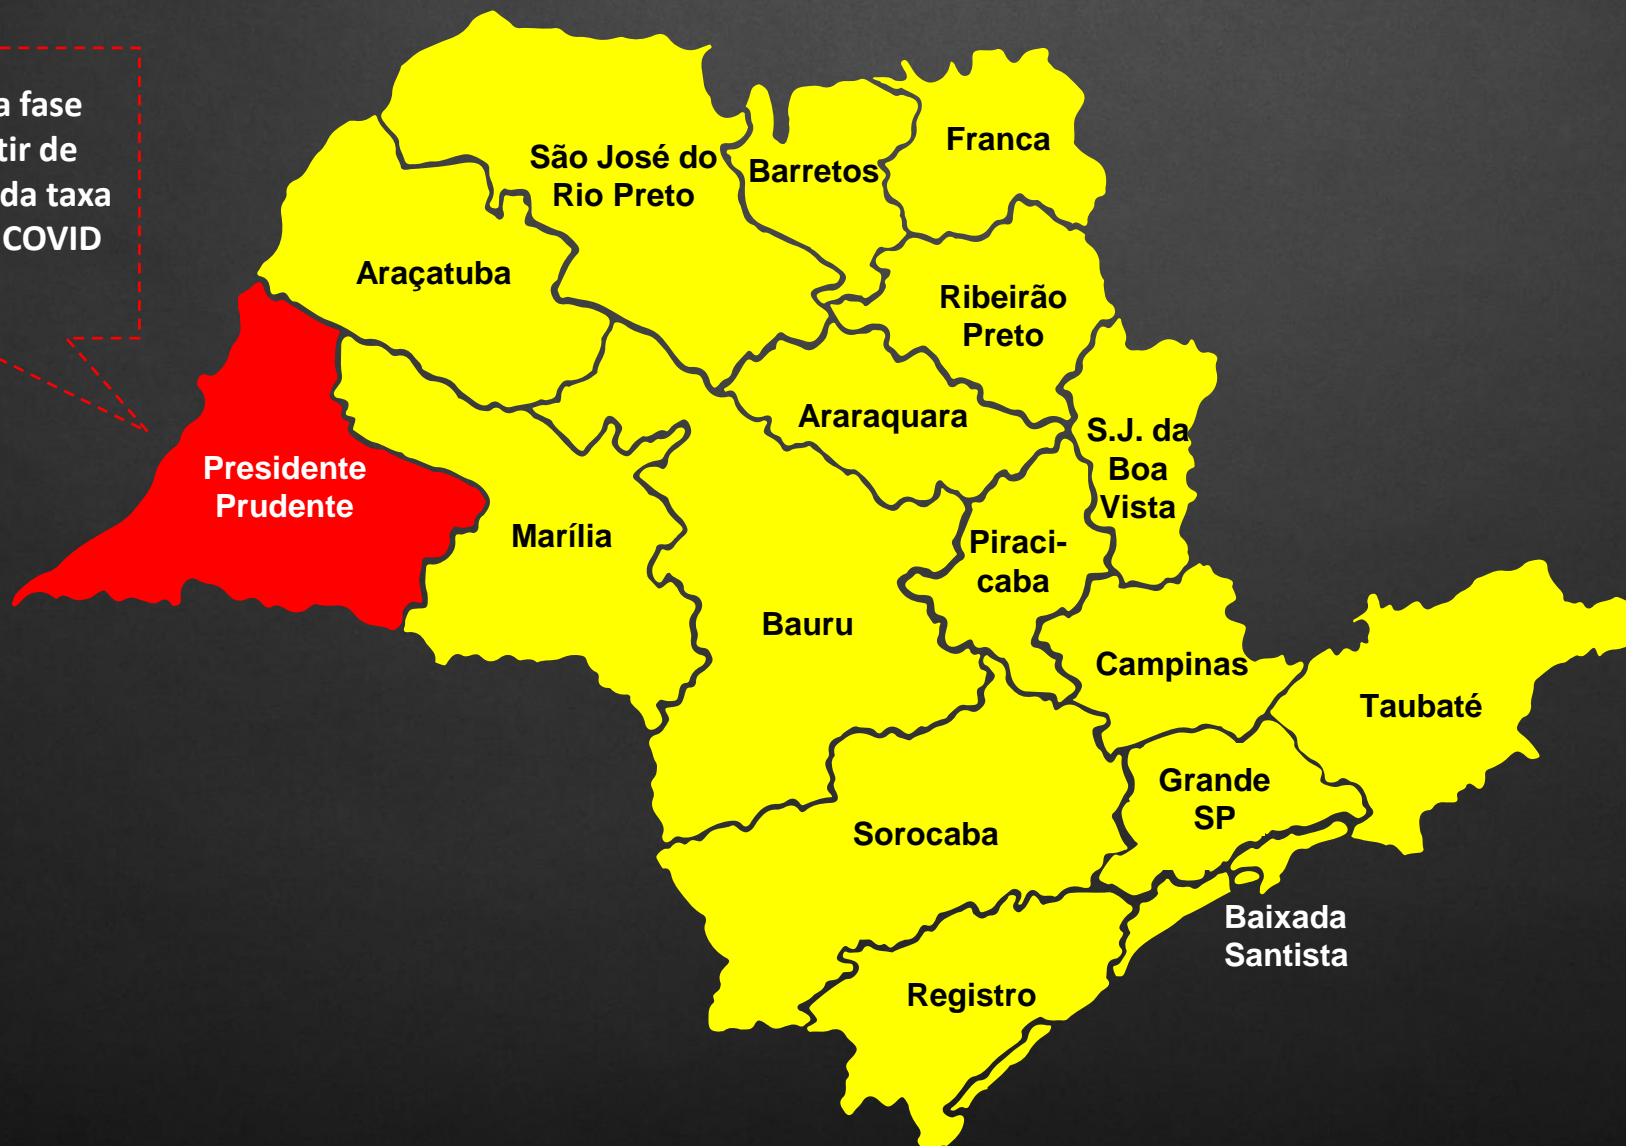 a fase
tir de
da taxa
COVID
Franca
São José do
Rio Preto
Barretos
Araçatuba
Ribeirão
Preto
Araraquara
S.J. da
Boa
Vista
Presidente
Prudente
Marília
Piraci-
caba
Bauru
Campinas
Taubaté
Grande
SP
Sorocaba
Baixada
Santista
Registro